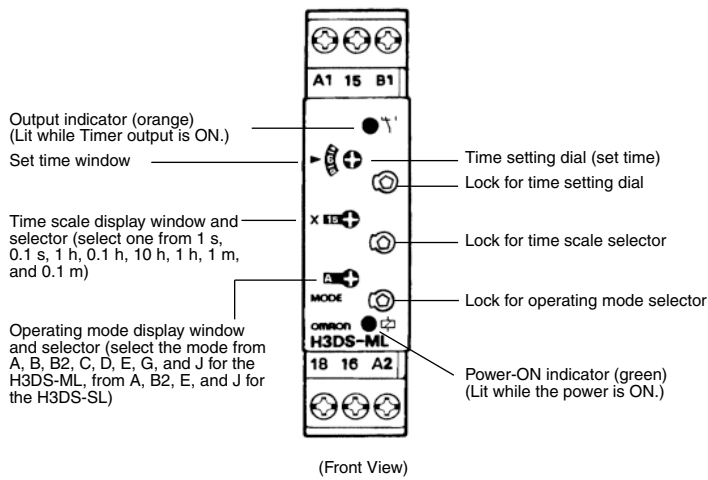 A1 15 B1
Output indicator (orange)
(Lit while Timer output is ON.)
Set time window
Time setting dial (set time)
Lock for time setting dial
Time scale display window and
selector (select one from 1 s,
0.1 s, 1 h, 0.1 h, 10 h, 1 h, 1 m,
and 0.1 m)
X 1S
Lock for time scale selector
A
MODE
Lock for operating mode selector
Operating mode display window
and selector (select the mode from
A, B, B2, C, D, E, G, and J for the
H3DS-ML, from A, B2, E, and J for
the H3DS-SL)
OMRON
H3DS-ML
18 16 A2
Power-ON indicator (green)
(Lit while the power is ON.)
(Front View)